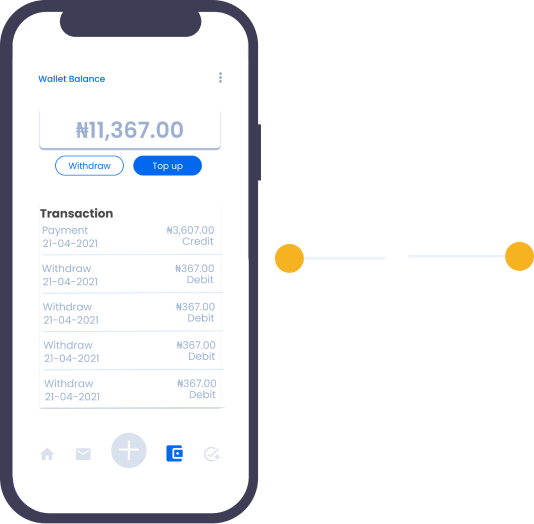 Wallet Balance
₦11,367.00
Withdraw Top up
Transaction
Payment ₦3,607.00
21-04-2021 Credit
Withdraw ₦367.00
21-04-2021 Debit
Withdraw ₦367.00
21-04-2021 Debit
Withdraw ₦367.00
21-04-2021 Debit
Withdraw ₦367.00
21-04-2021 Debit